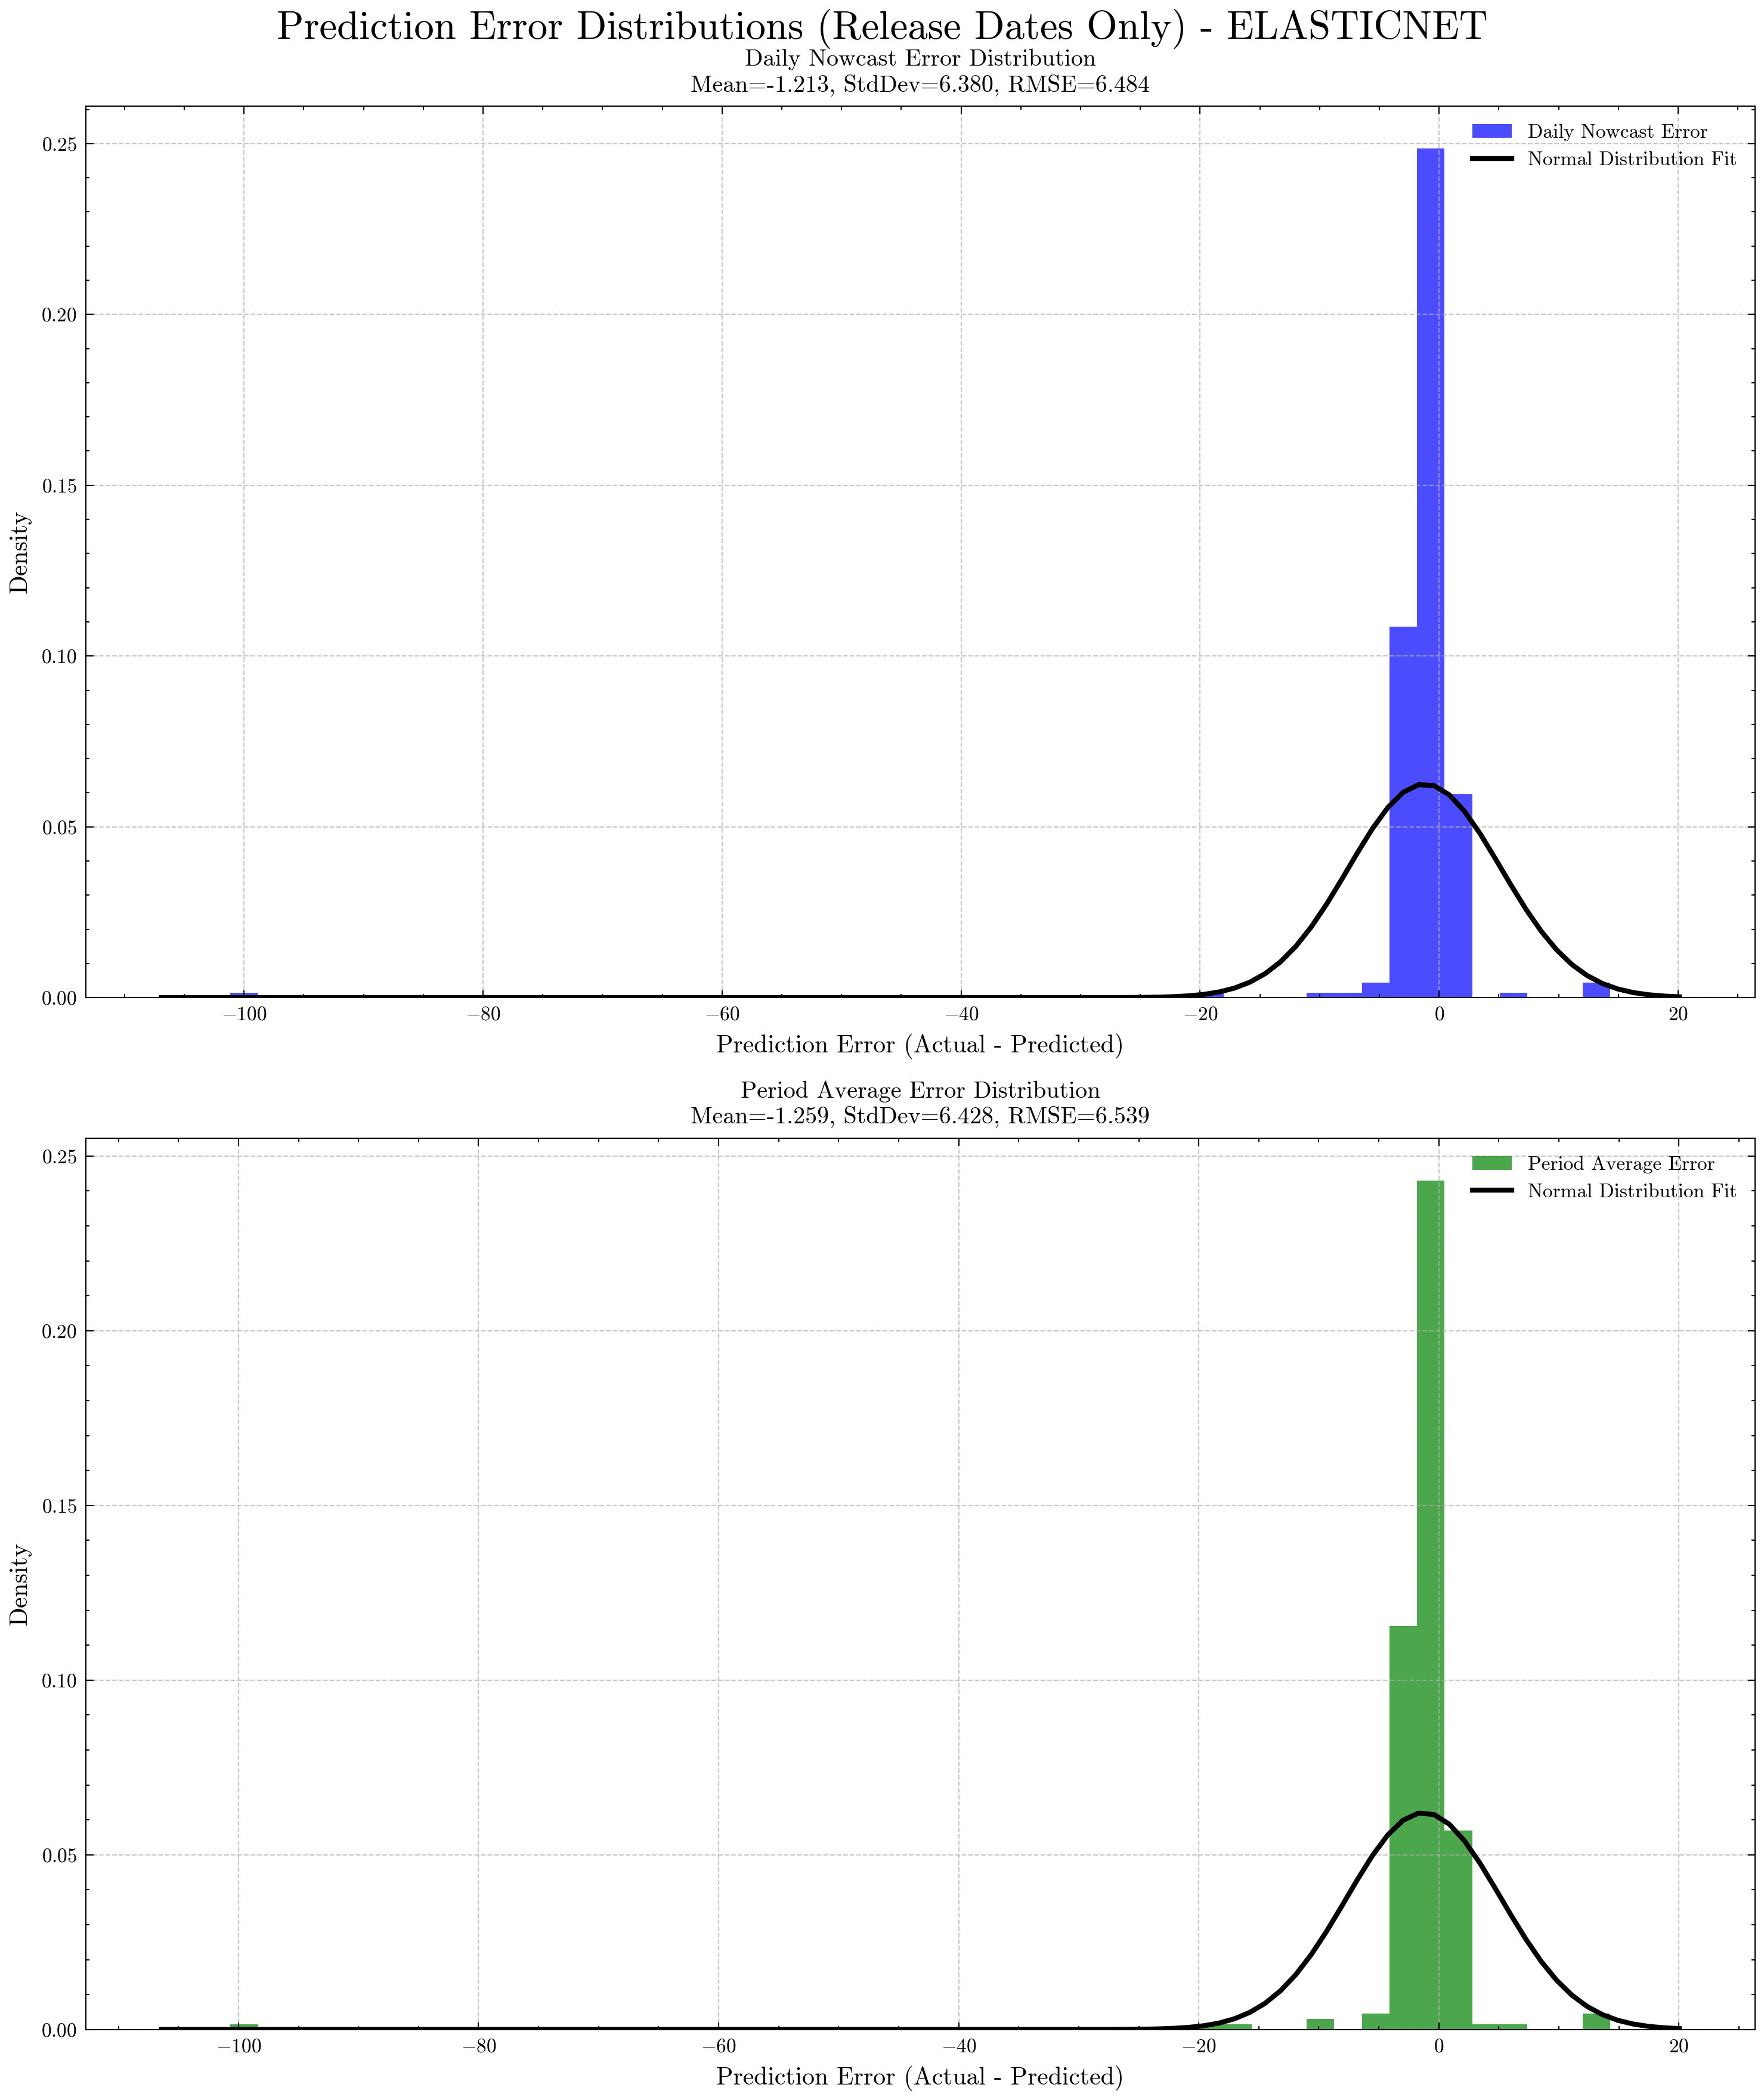 Prediction Error Distributions (Release Dates Only) - ELASTICNET
Daily Nowcast Error Distribution
Mean=-1.213, StdDev=6.380, RMSE=6.484
Daily Nowcast Error
Normal Distribution Fit
0.25
0.20
0.15
0.10
0.05
0.00
Density
−100 −80 −60 −40 −20 0 20
Prediction Error (Actual - Predicted)
Period Average Error Distribution
Mean=-1.259, StdDev=6.428, RMSE=6.539
Period Average Error
Normal Distribution Fit
0.25
0.20
0.15
0.10
0.05
0.00
Density
−100 −80 −60 −40 −20 0 20
Prediction Error (Actual - Predicted)